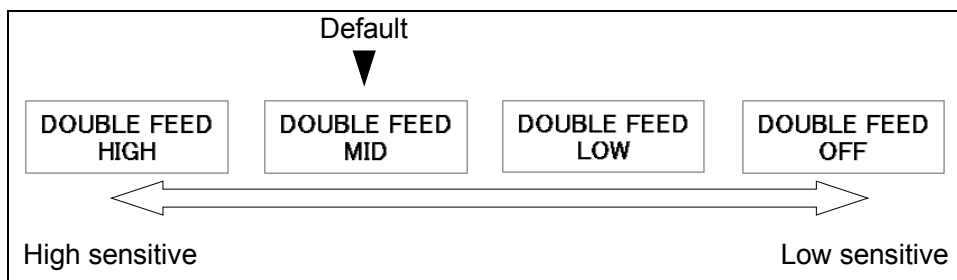 Default
DOUBLE FEED
HIGH
DOUBLE FEED
MID
DOUBLE FEED
LOW
DOUBLE FEED
OFF
High sensitive
Low sensitive